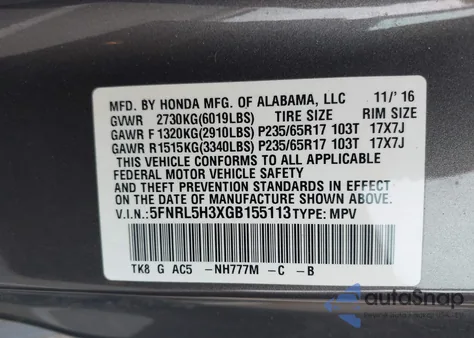 MFD. BY HONDA MFG. OF ALABAMA, LLC 11/'16
GVWR 2730KG(6019LBS) TIRE SIZE RIM SIZE
GAWR F 1320KG(2910LBS) P235/65R17 103T 17X7J
GAWR R 1515KG(3340LBS) P235/65R17 103T 17X7J
THIS VEHICLE CONFORMS TO ALL APPLICABLE
FEDERAL MOTOR VEHICLE SAFETY, BUMPER,
AND THEFT PREVENTION STANDARDS IN EFFECT
ON THE DATE OF MANUFACTURE SHOWN ABOVE.
V.I.N.: 5FNRL5H3XGB155113 TYPE: MPV
TK8 G AC5 -NH777M -C -B
autoSnap